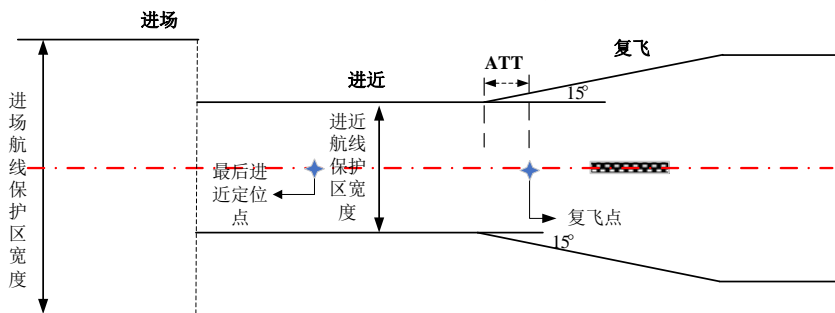 进场
复飞
ATT
进近
15°
进场航线保护区宽度
进近
航线
保护
区宽
度
最后进
近定位
点
复飞点
15°